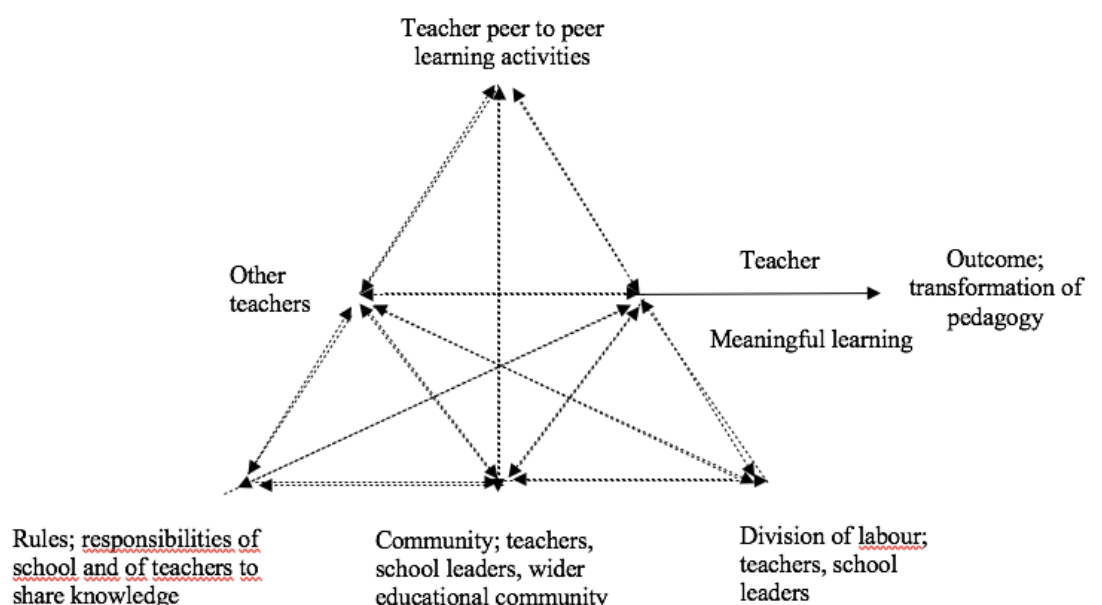 Teacher peer to peer
learning activities
Other
teachers
Teacher
Meaningful learning
Outcome;
transformation of
pedagogy
Rules; responsibilities of
school and of teachers to
share knowledge
Community; teachers,
school leaders, wider
educational community
Division of labour;
teachers, school
leaders